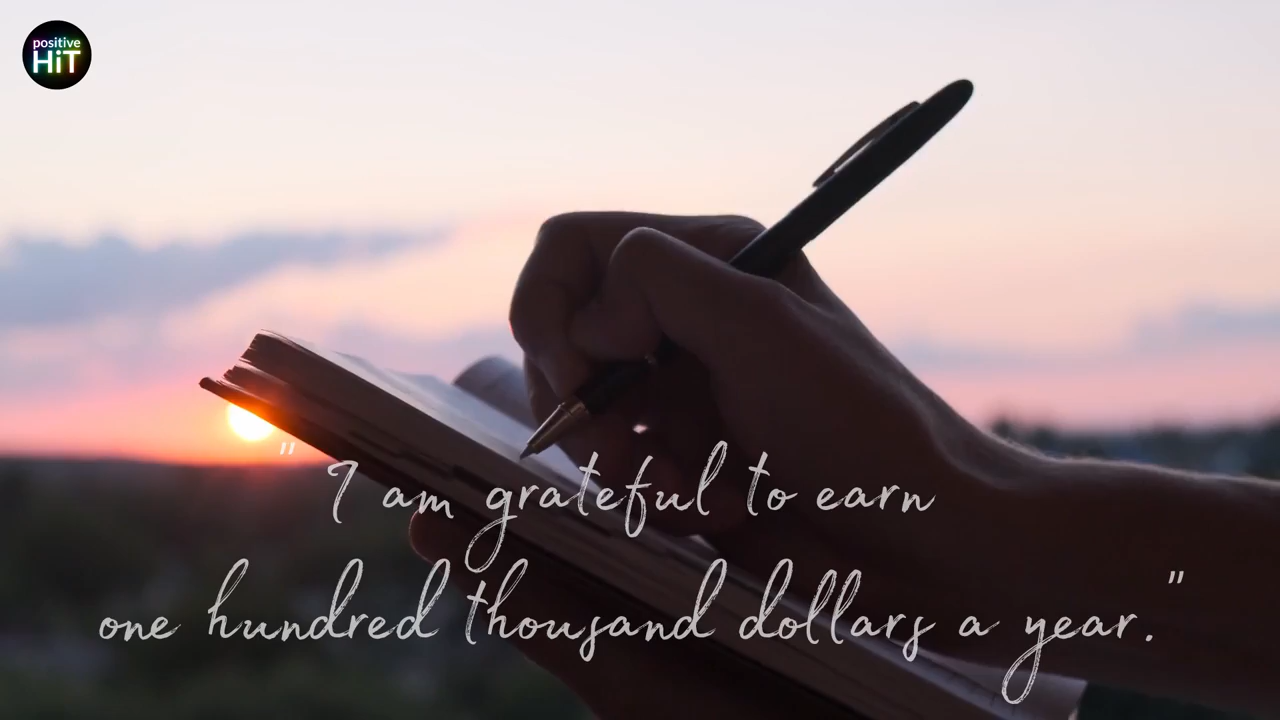 positive
HiT
" I am grateful to earn
one hundred thousand dollars a year. "